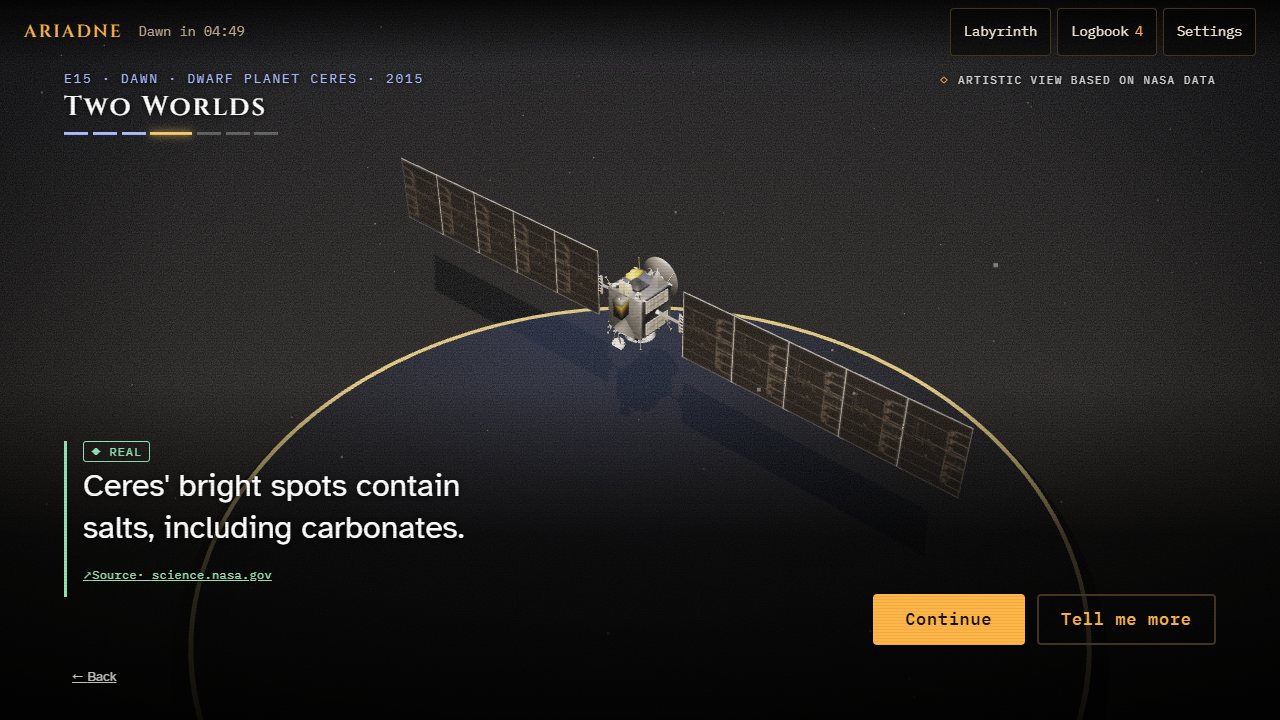 ARIADNE Dawn in 04:49 Labyrinth Logbook 4 Settings
E15 · DAWN · DWARF PLANET CERES · 2015
◇ ARTISTIC VIEW BASED ON NASA DATA
Two Worlds
◆ REAL
Ceres' bright spots contain
salts, including carbonates.
↗Source· science.nasa.gov
Continue Tell me more
← Back